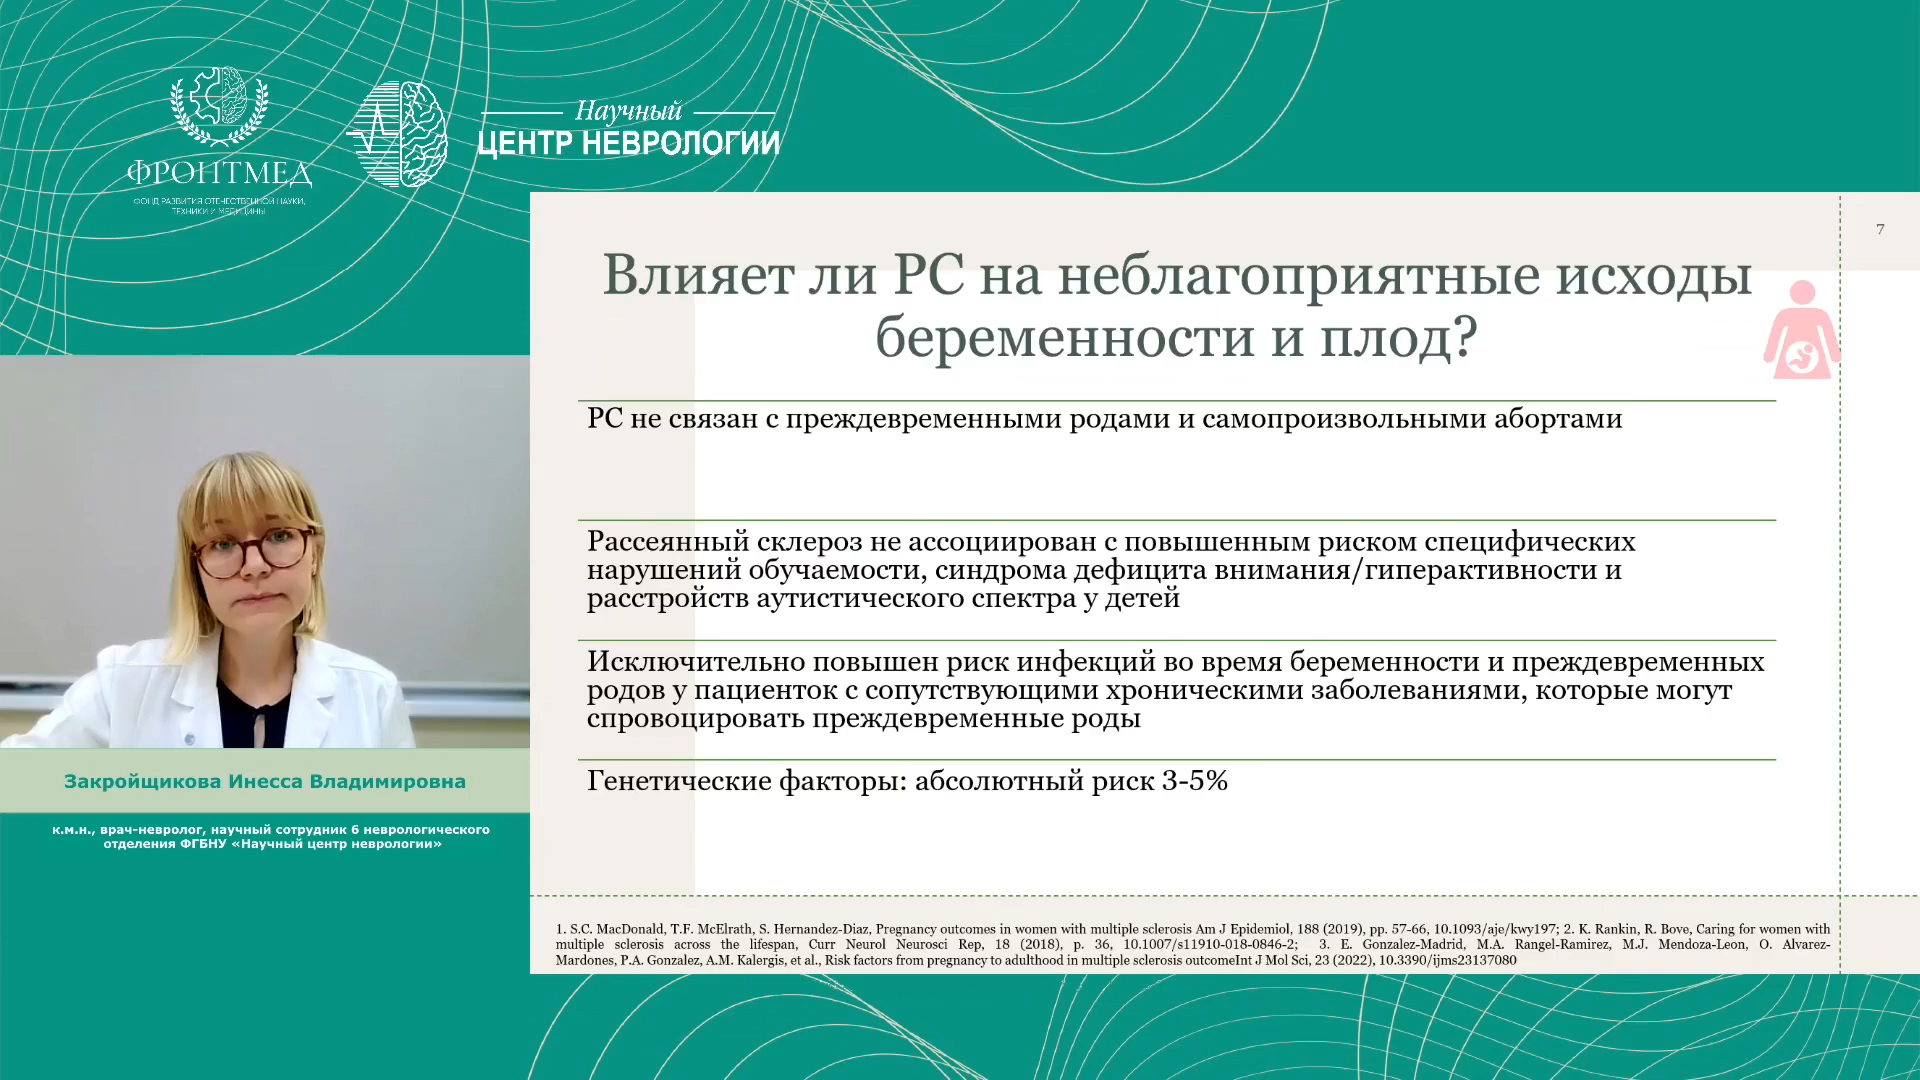 ФРОНТМЕД
ФОНД РАЗВИТИЯ ОТЕЧЕСТВЕННОЙ НАУКИ,
ТЕХНИКИ И МЕДИЦИНЫ
Научный
ЦЕНТР НЕВРОЛОГИИ
7
Влияет ли РС на неблагоприятные исходы
беременности и плод?
РС не связан с преждевременными родами и самопроизвольными абортами
Рассеянный склероз не ассоциирован с повышенным риском специфических
нарушений обучаемости, синдрома дефицита внимания/гиперактивности и
расстройств аутистического спектра у детей
Исключительно повышен риск инфекций во время беременности и преждевременных
родов у пациенток с сопутствующими хроническими заболеваниями, которые могут
спровоцировать преждевременные роды
Генетические факторы: абсолютный риск 3-5%
1. S.C. MacDonald, T.F. McElrath, S. Hernandez-Diaz, Pregnancy outcomes in women with multiple sclerosis Am J Epidemiol, 188 (2019), pp. 57-66, 10.1093/aje/kwy197; 2. K. Rankin, R. Bove, Caring for women with
multiple sclerosis across the lifespan, Curr Neurol Neurosci Rep, 18 (2018), p. 36, 10.1007/s11910-018-0846-2; 3. E. Gonzalez-Madrid, M.A. Rangel-Ramirez, M.J. Mendoza-Leon, O. Alvarez-
Mardones, P.A. Gonzalez, A.M. Kalergis, et al., Risk factors from pregnancy to adulthood in multiple sclerosis outcomeInt J Mol Sci, 23 (2022), 10.3390/ijms23137080
Закройщикова Инесса Владимировна
к.м.н., врач-невролог, научный сотрудник 6 неврологического
отделения ФГБНУ «Научный центр неврологии»